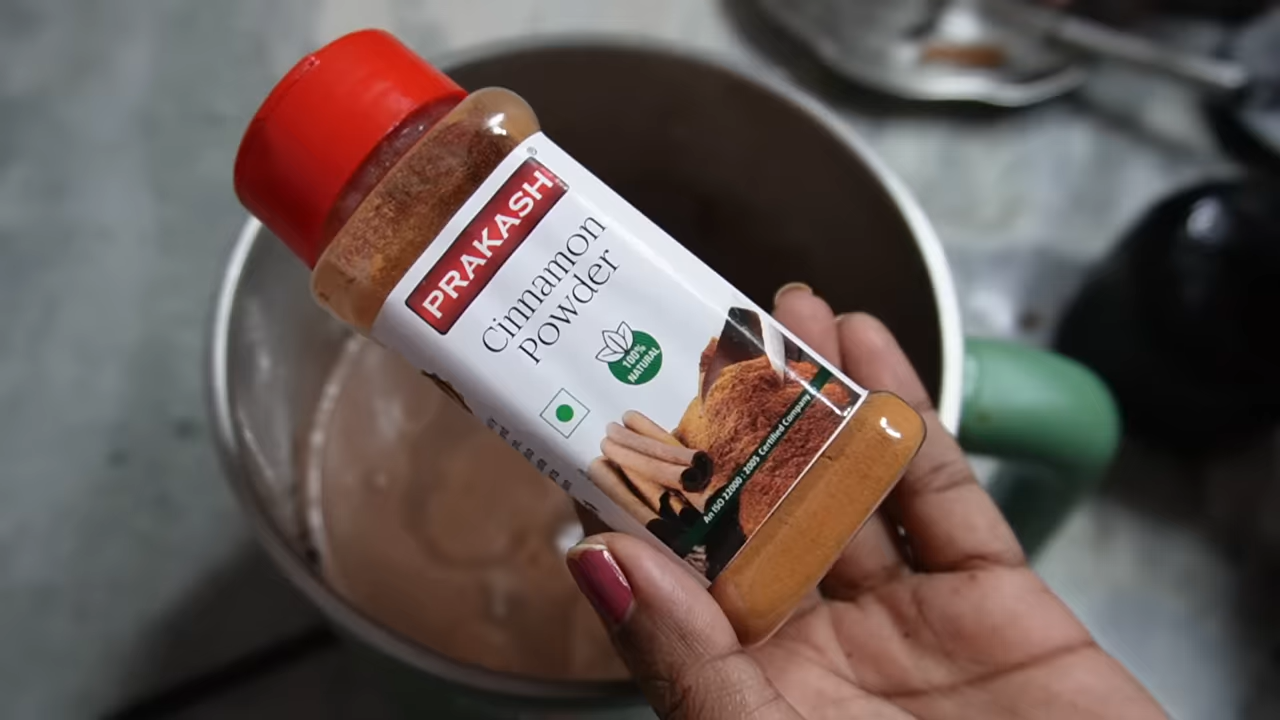 PRAKASH®
Cinnamon
Powder
100%
NATURAL
An ISO 22000 : 2005 Certified Company